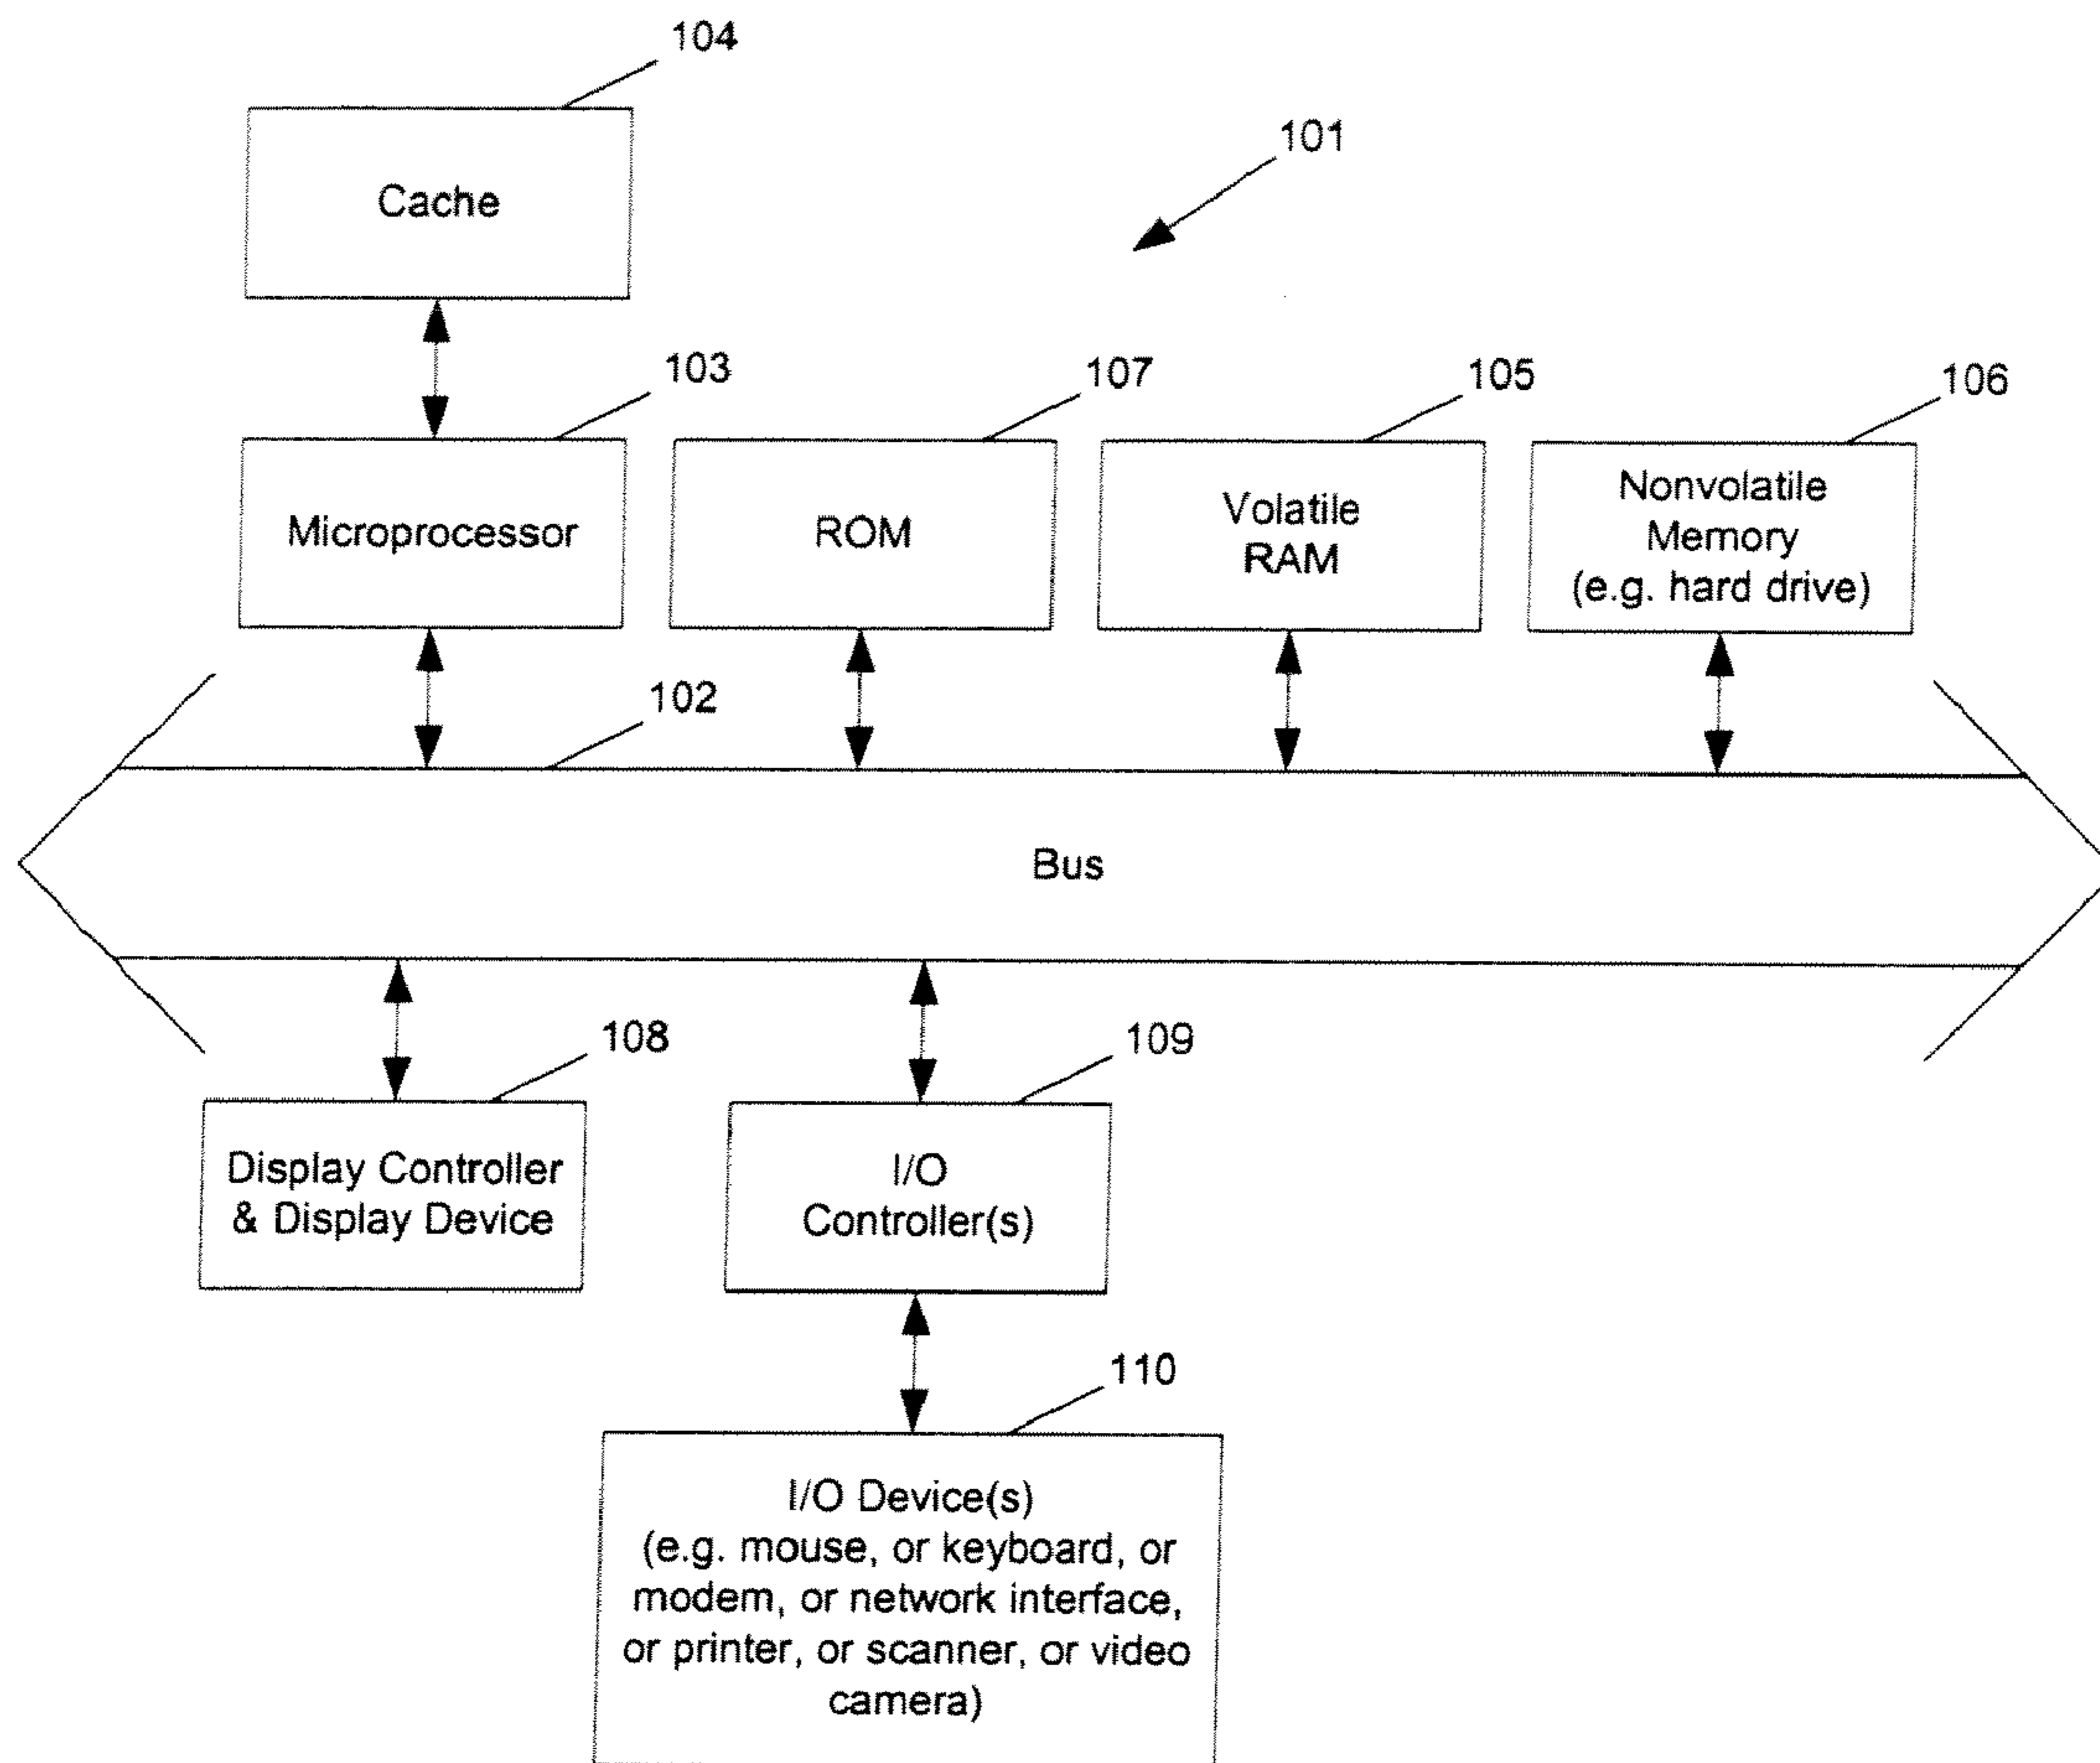 104
101
Cache
103
107
105
106
Microprocessor
ROM
Volatile
RAM
Nonvolatile
Memory
(e.g. hard drive)
102
Bus
108
109
Display Controller
& Display Device
I/O
Controller(s)
110
I/O Device(s)
(e.g. mouse, or keyboard, or
modem, or network interface,
or printer, or scanner, or video
camera)